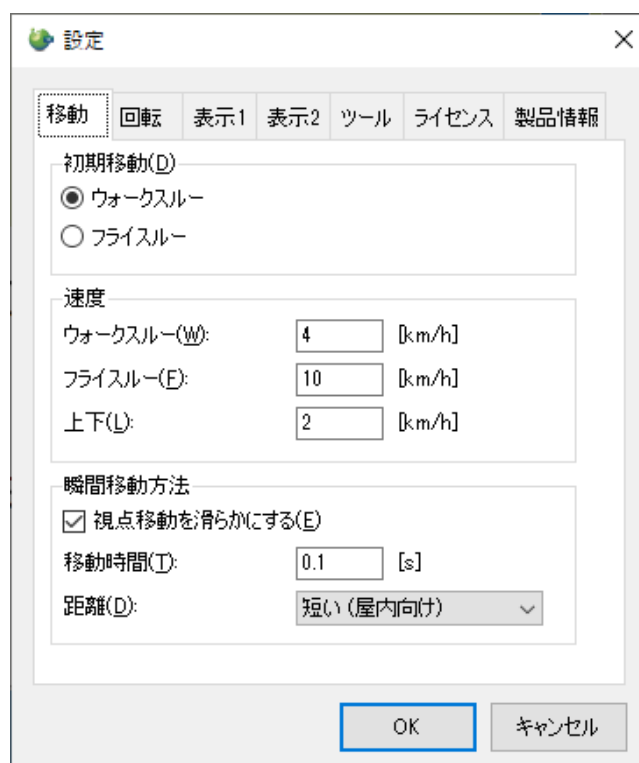 設定
移動 回転 表示1 表示2 ツール ライセンス 製品情報
初期移動(D)
ウォークスルー
フライスルー
速度
ウォークスルー(W): 4 [km/h]
フライスルー(F): 10 [km/h]
上下(L): 2 [km/h]
瞬間移動方法
視点移動を滑らかにする(E)
移動時間(T): 0.1 [s]
距離(D): 短い(屋内向け)
OK キャンセル